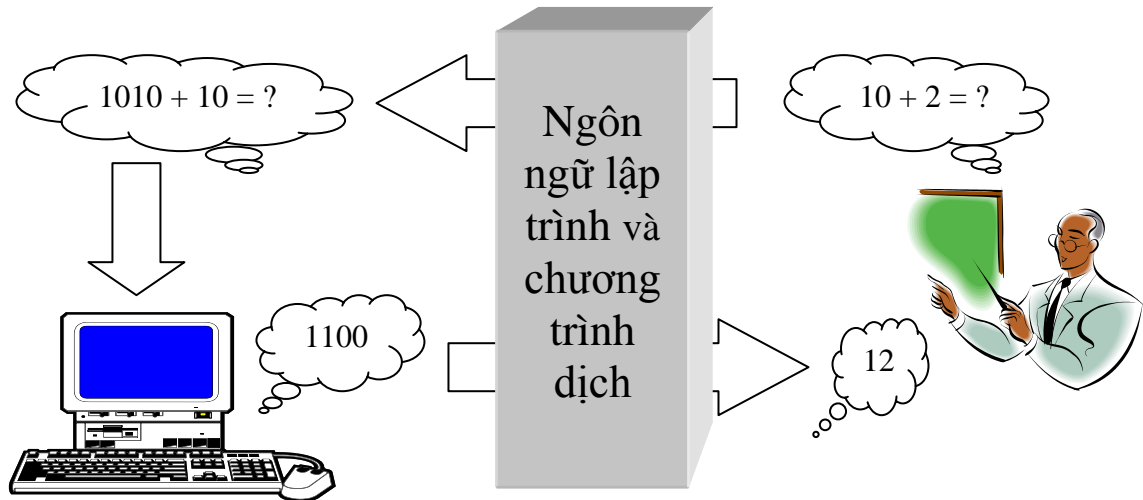 1010 + 10 = ?
10 + 2 = ?
Ngôn
ngữ lập
trình và
chương
trình
dịch
1100
12